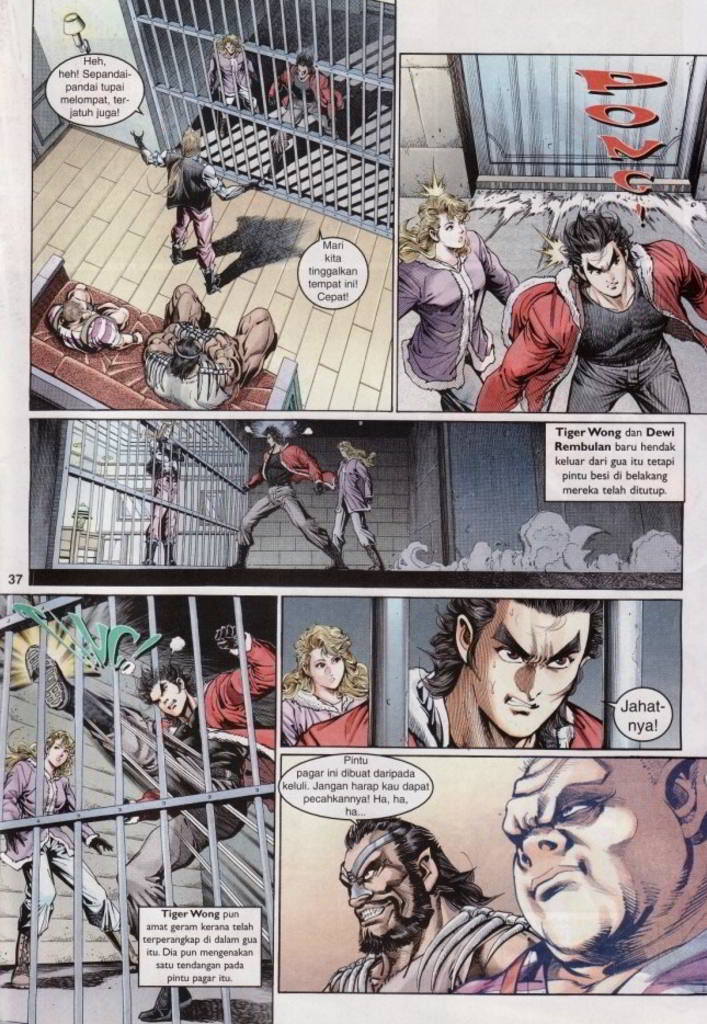 Heh,
heh! Sepandai-
pandai tupai
melompat, ter-
jatuh juga!
Mari
kita
tinggalkan
tempat ini!
Cepat!
PONG!
Tiger Wong dan Dewi
Rembulan baru hendak
keluar dari gua itu tetapi
pintu besi di belakang
mereka telah ditutup.
37
Tiger Wong pun
amat geram kerana telah
terperangkap di dalam gua
itu. Dia pun mengenakan
satu tendangan pada
pintu pagar itu.
Jahat-
nya!
Pintu
pagar ini dibuat daripada
keluli. Jangan harap kau dapat
pecahkannya! Ha, ha,
ha...